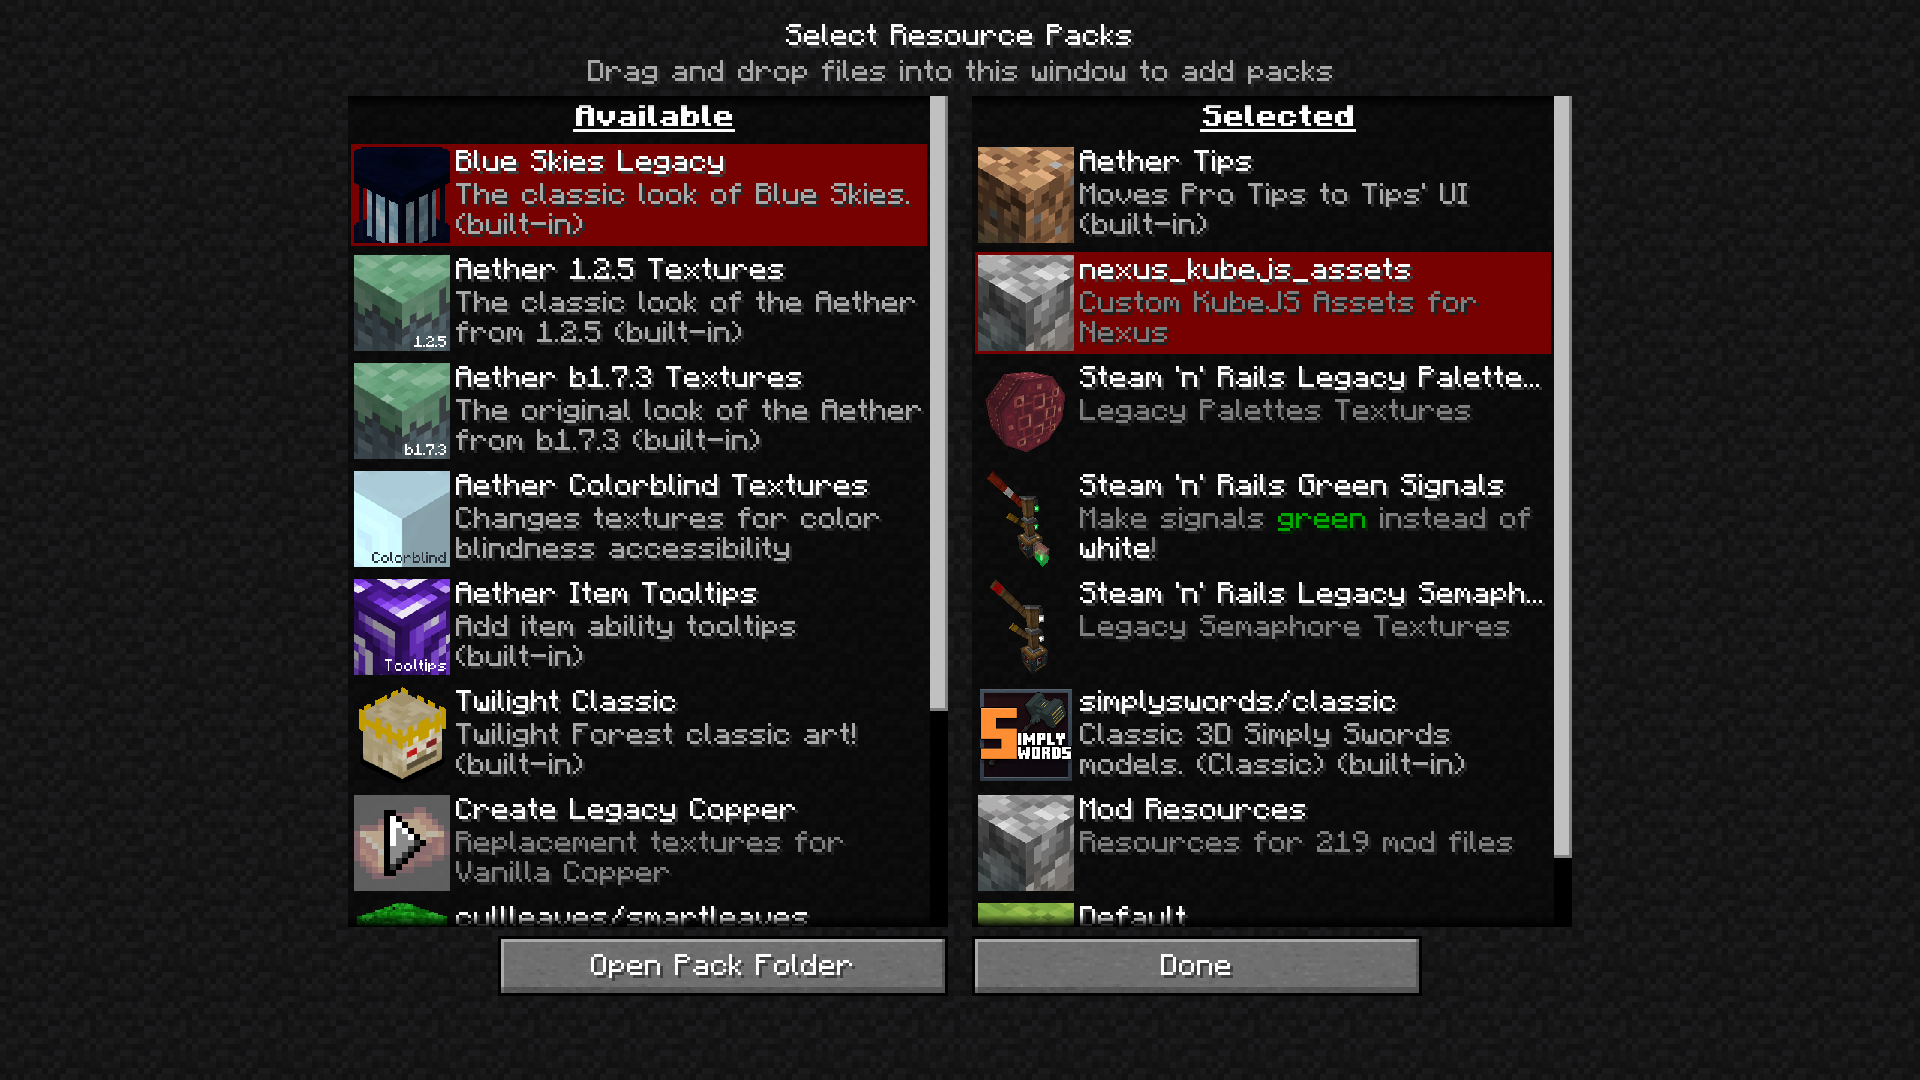 Select Resource Packs
Drag and drop files into this window to add packs
Available
Blue Skies Legacy
The classic look of Blue Skies.
(built-in)
1.2.5
Aether 1.2.5 Textures
The classic look of the Aether
from 1.2.5 (built-in)
b1.7.3
Aether b1.7.3 Textures
The original look of the Aether
from b1.7.3 (built-in)
Colorblind
Aether Colorblind Textures
Changes textures for color
blindness accessibility
Tooltips
Aether Item Tooltips
Add item ability tooltips
(built-in)
Twilight Classic
Twilight Forest classic art!
(built-in)
Create Legacy Copper
Replacement textures for
Vanilla Copper
cullleaves/smartleaves
Selected
Aether Tips
Moves Pro Tips to Tips' UI
(built-in)
nexus_kubejs_assets
Custom KubeJS Assets for
Nexus
Steam 'n' Rails Legacy Palette...
Legacy Palettes Textures
Steam 'n' Rails Green Signals
Make signals green instead of
white!
Steam 'n' Rails Legacy Semaph...
Legacy Semaphore Textures
SIMPLY
SWORDS
simplyswords/classic
Classic 3D Simply Swords
models. (Classic) (built-in)
Mod Resources
Resources for 219 mod files
Default
Open Pack Folder
Done